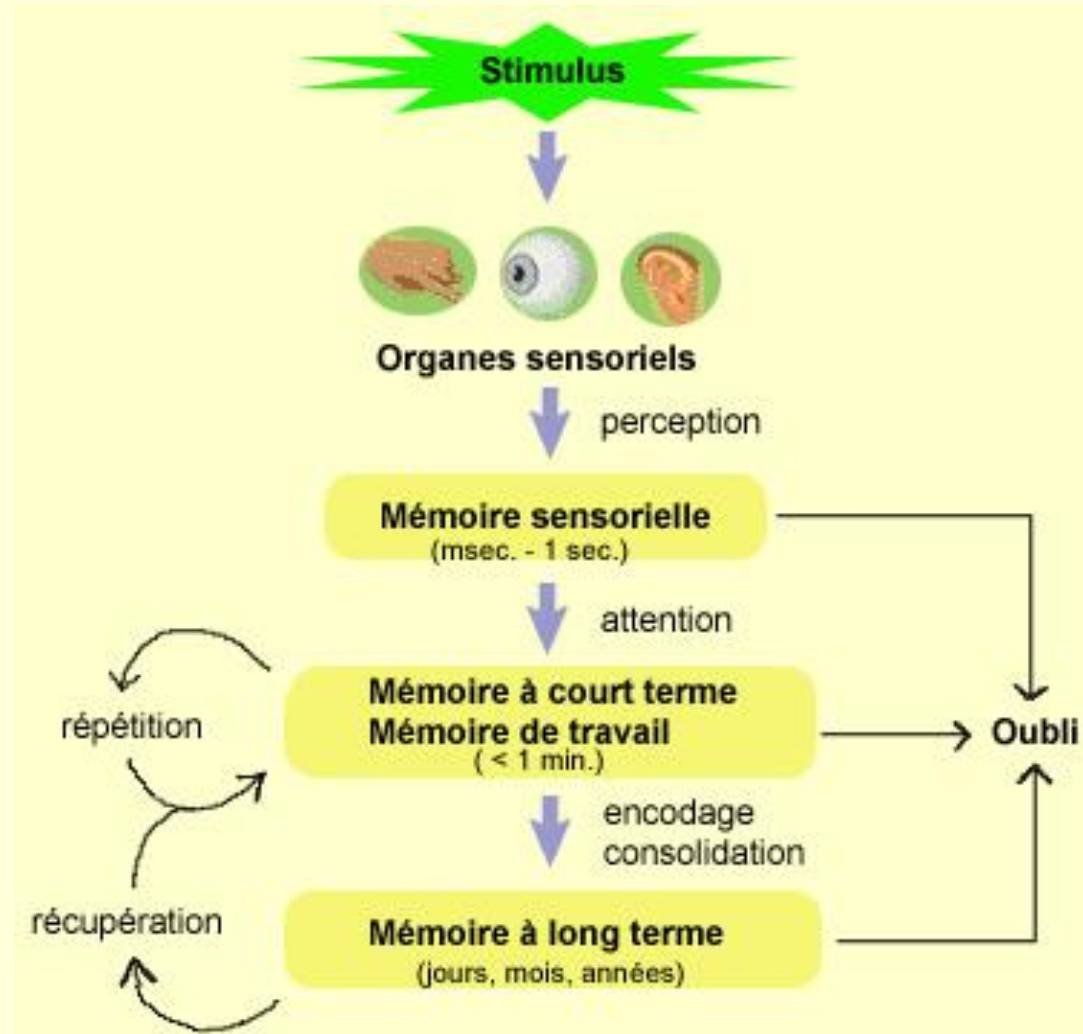 Stimulus
Organes sensoriels
perception
Mémoire sensorielle
(msec. - 1 sec.)
attention
Mémoire à court terme
Mémoire de travail
( < 1 min.)
répétition
Oubli
encodage
consolidation
récupération
Mémoire à long terme
(jours, mois, années)